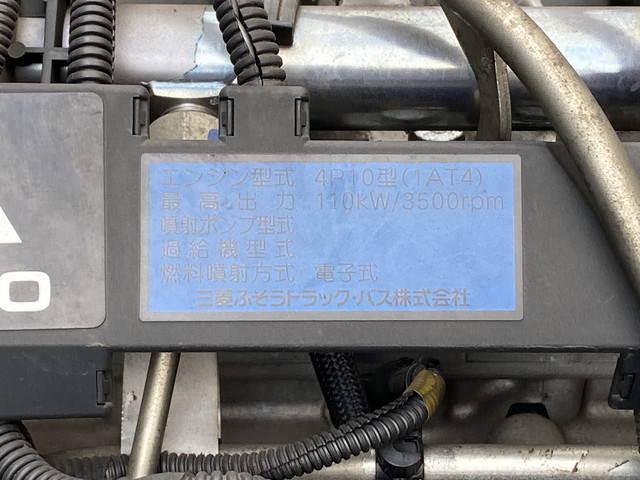 エンジン型式 4P10型(1AT4)
最高出力 110kW/3500rpm
噴射ポンプ型式
過給機型式
燃料噴射方式 電子式
三菱ふそうトラック・バス株式会社